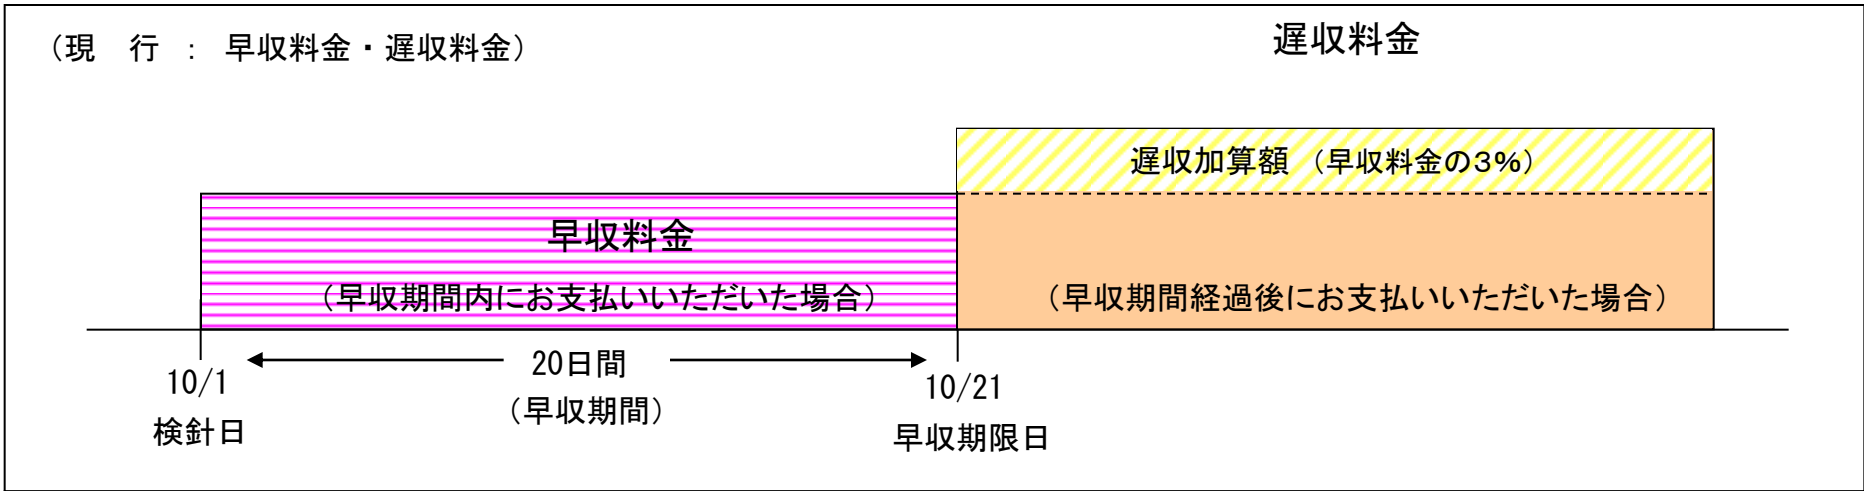 （現　行　：　早収料金・遅収料金）
遅収料金
遅収加算額　（早収料金の３％）
早収料金
（早収期間内にお支払いいただいた場合）
（早収期間経過後にお支払いいただいた場合）
20日間
（早収期間）
10/1
検針日
10/21
早収期限日